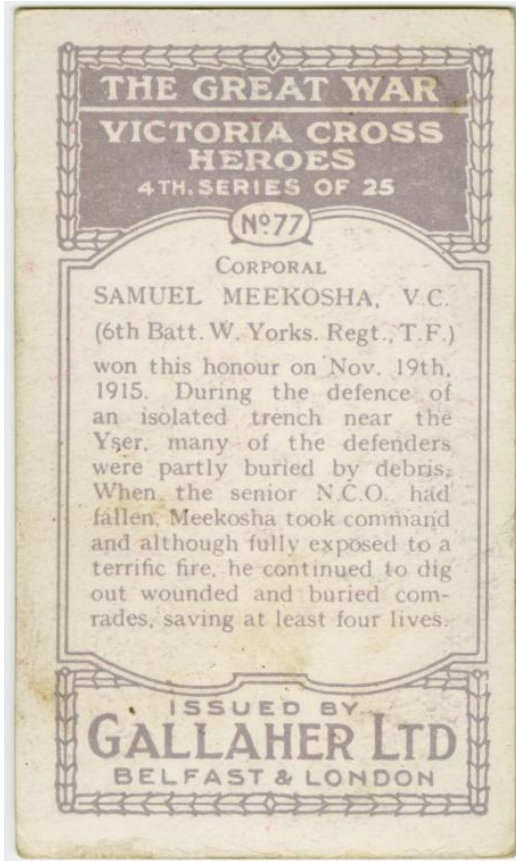 THE GREAT WAR
VICTORIA CROSS
HEROES
4TH. SERIES OF 25
No. 77
CORPORAL
SAMUEL MEEKOSHA, V.C.
(6th Batt. W. Yorks. Regt., T.F.)
won this honour on Nov. 19th,
1915. During the defence of
an isolated trench near the
Yser, many of the defenders
were partly buried by debris.
When the senior N.C.O. had
fallen, Meekosha took command
and although fully exposed to a
terrific fire, he continued to dig
out wounded and buried com-
rades, saving at least four lives.
ISSUED BY
GALLAHER LTD
BELFAST & LONDON